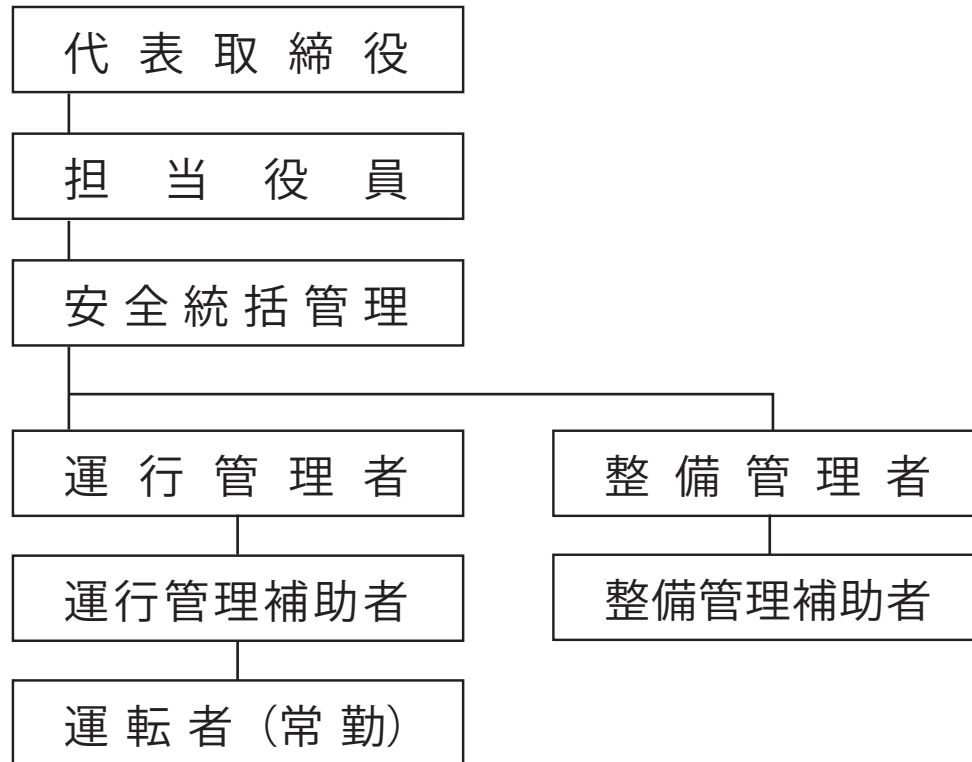 代表取締役
担当役員
安全統括管理
運行管理者
整備管理者
運行管理補助者
整備管理補助者
運転者（常勤）